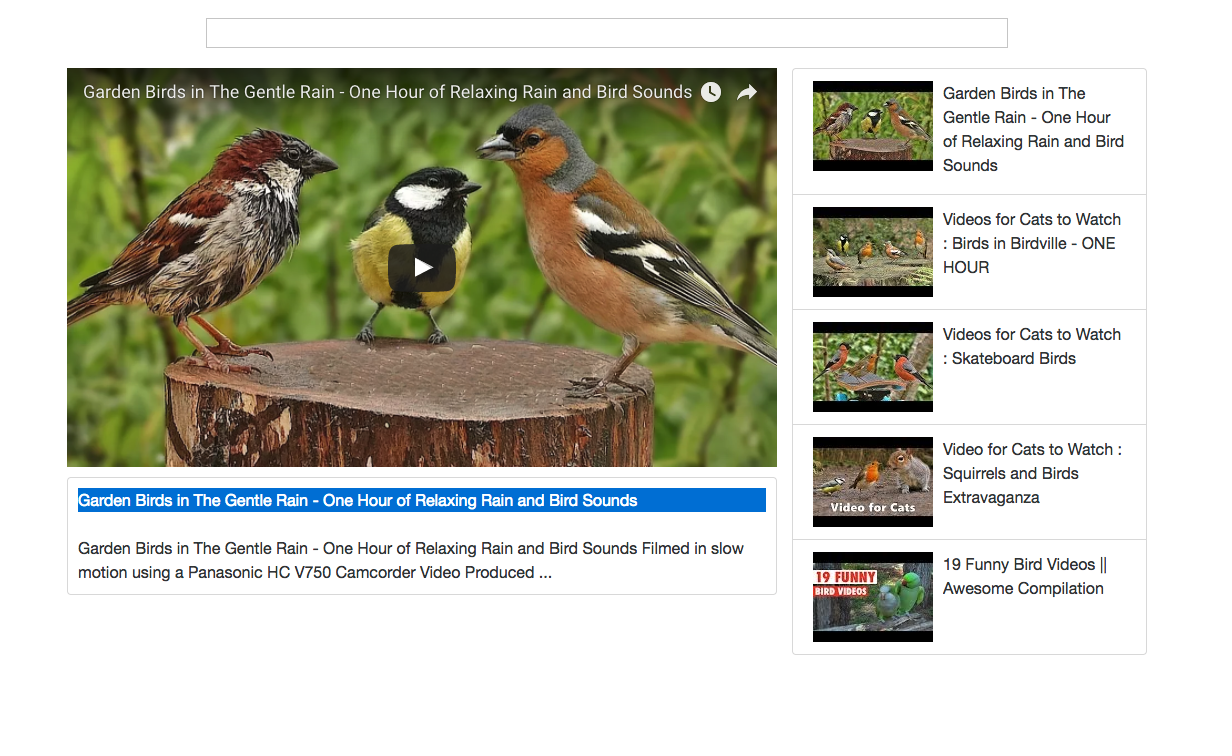 Garden Birds in The Gentle Rain - One Hour of Relaxing Rain and Bird Sounds
Garden Birds in The Gentle Rain - One Hour of Relaxing Rain and Bird Sounds
Garden Birds in The Gentle Rain - One Hour of Relaxing Rain and Bird Sounds Filmed in slow
motion using a Panasonic HC V750 Camcorder Video Produced ...
Garden Birds in The
Gentle Rain - One Hour
of Relaxing Rain and Bird
Sounds
Videos for Cats to Watch
: Birds in Birdville - ONE
HOUR
Videos for Cats to Watch
: Skateboard Birds
Video for Cats
Video for Cats to Watch :
Squirrels and Birds
Extravaganza
19 FUNNY
BIRD VIDEOS
19 Funny Bird Videos ||
Awesome Compilation